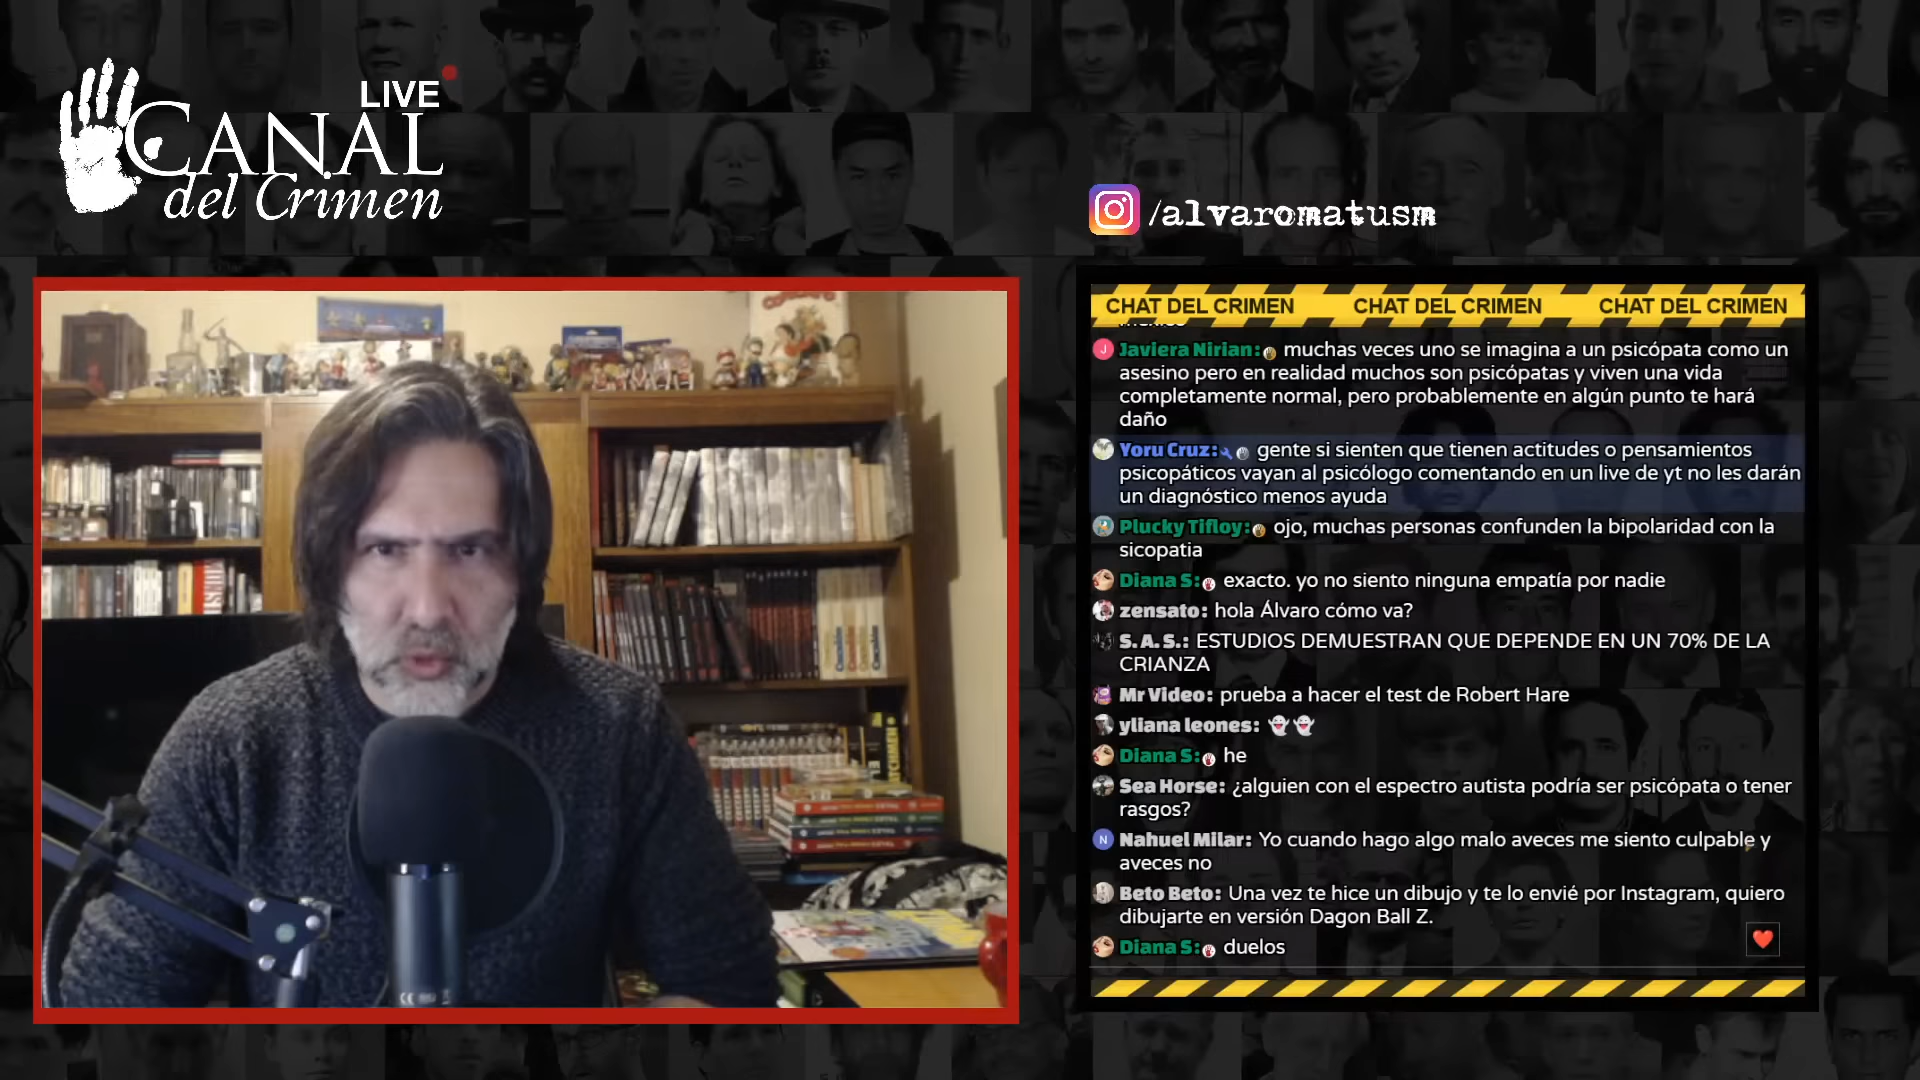 LIVE
CANAL
del Crimen
/alvaromatusm
CHAT DEL CRIMEN CHAT DEL CRIMEN CHAT DEL CRIMEN
Javiera Nirian: muchas veces uno se imagina a un psicópata como un
asesino pero en realidad muchos son psicópatas y viven una vida
completamente normal, pero probablemente en algún punto te hará
daño
Yoru Cruz: gente si sienten que tienen actitudes o pensamientos
psicopáticos vayan al psicólogo comentando en un live de yt no les darán
un diagnóstico menos ayuda
Plucky Tifloy: ojo, muchas personas confunden la bipolaridad con la
sicopatia
Diana S: exacto. yo no siento ninguna empatía por nadie
zensato: hola Álvaro cómo va?
S. A. S.: ESTUDIOS DEMUESTRAN QUE DEPENDE EN UN 70% DE LA
CRIANZA
Mr Video: prueba a hacer el test de Robert Hare
yliana leones: 👻👻
Diana S: he
Sea Horse: ¿alguien con el espectro autista podría ser psicópata o tener
rasgos?
Nahuel Milar: Yo cuando hago algo malo aveces me siento culpable y
aveces no
Beto Beto: Una vez te hice un dibujo y te lo envié por Instagram, quiero
dibujarte en versión Dagon Ball Z.
Diana S: duelos